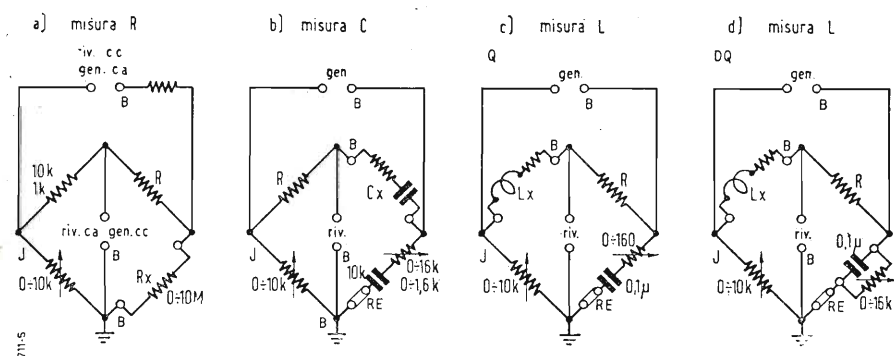 a) misura R
riv. cc
gen. ca
B
10k
1k
R
riv. ca gen. cc
B
J
0÷10k
Rx
0÷10M
B
b) misura C
gen
B
B
R
Cx
riv.
B
0÷10k
10k
0÷16k
0÷1,6k
RE
B
c) misura L
Q
gen.
B
B
Lx
R
riv.
B
J
0÷10k
0÷160
0,1µ
RE
d) misura L
DQ
gen.
B
B
Lx
R
riv.
B
J
0÷10k
0,1µ
RE
0÷16k
711-5